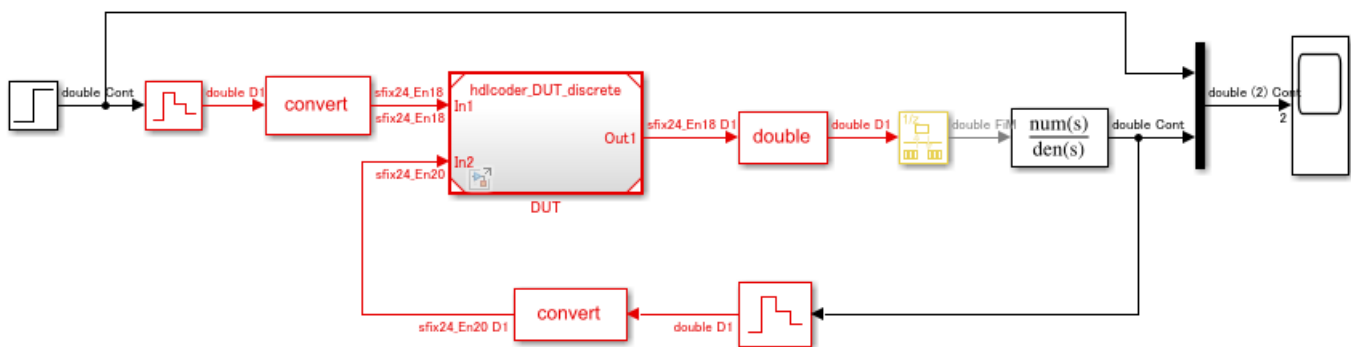 double Cont
double D1
convert
sfix24_En18
sfix24_En18
hdlcoder_DUT_discrete
In1
Out1
In2
sfix24_En20
DUT
sfix24_En18 D1
double
double D1
1/z
double FiM
num(s)
den(s)
double Cont
double (2) Cont
2
convert
sfix24_En20 D1
double D1